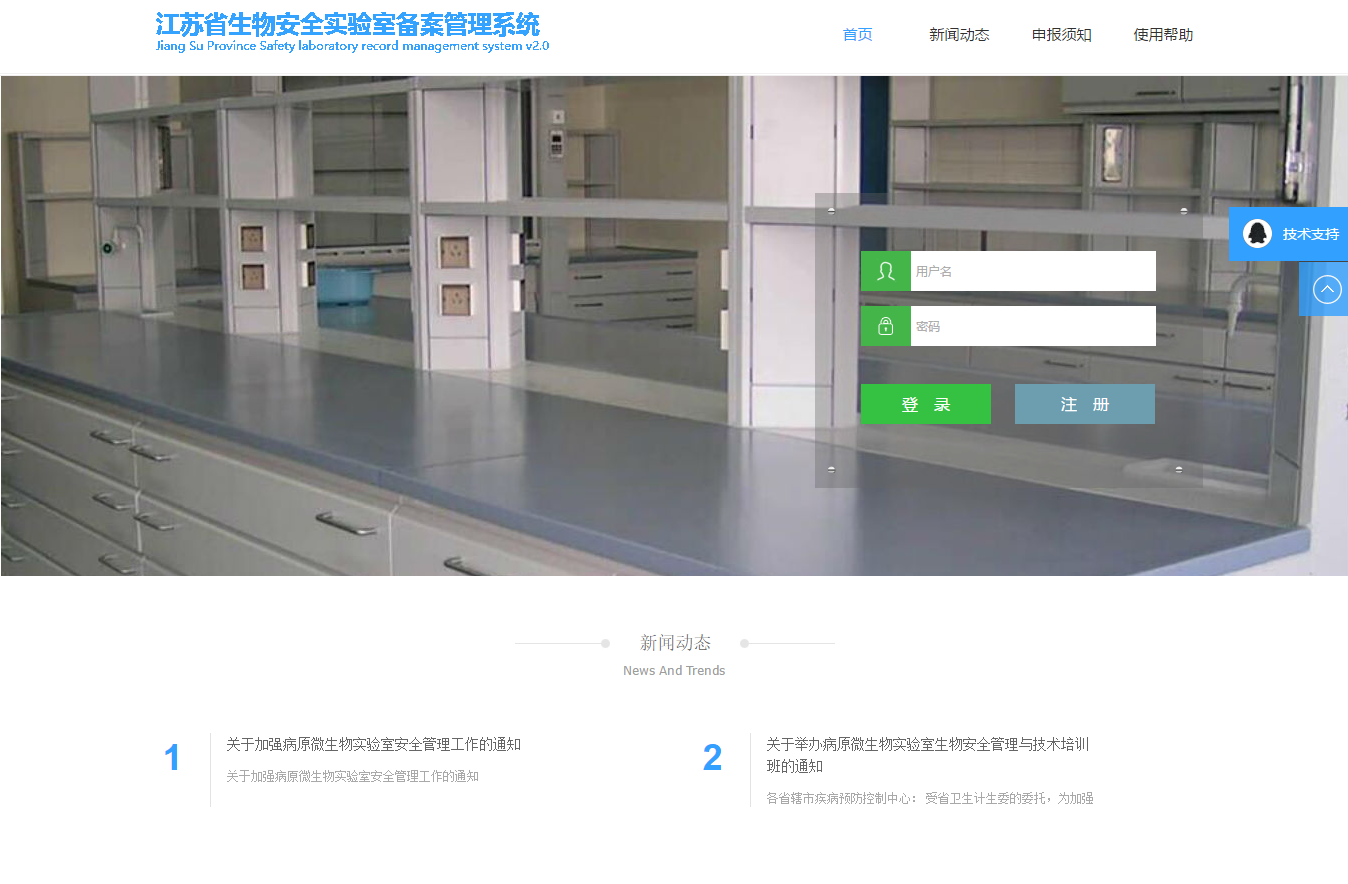 江苏省生物安全实验室备案管理系统
Jiang Su Province Safety laboratory record management system v2.0
首页
新闻动态
申报须知
使用帮助
技术支持
用户名
密码
登 录
注 册
新闻动态
News And Trends
1
关于加强病原微生物实验室安全管理工作的通知
关于加强病原微生物实验室安全管理工作的通知
2
关于举办病原微生物实验室生物安全管理与技术培训
班的通知
各省辖市疾病预防控制中心： 受省卫生计生委的委托，为加强